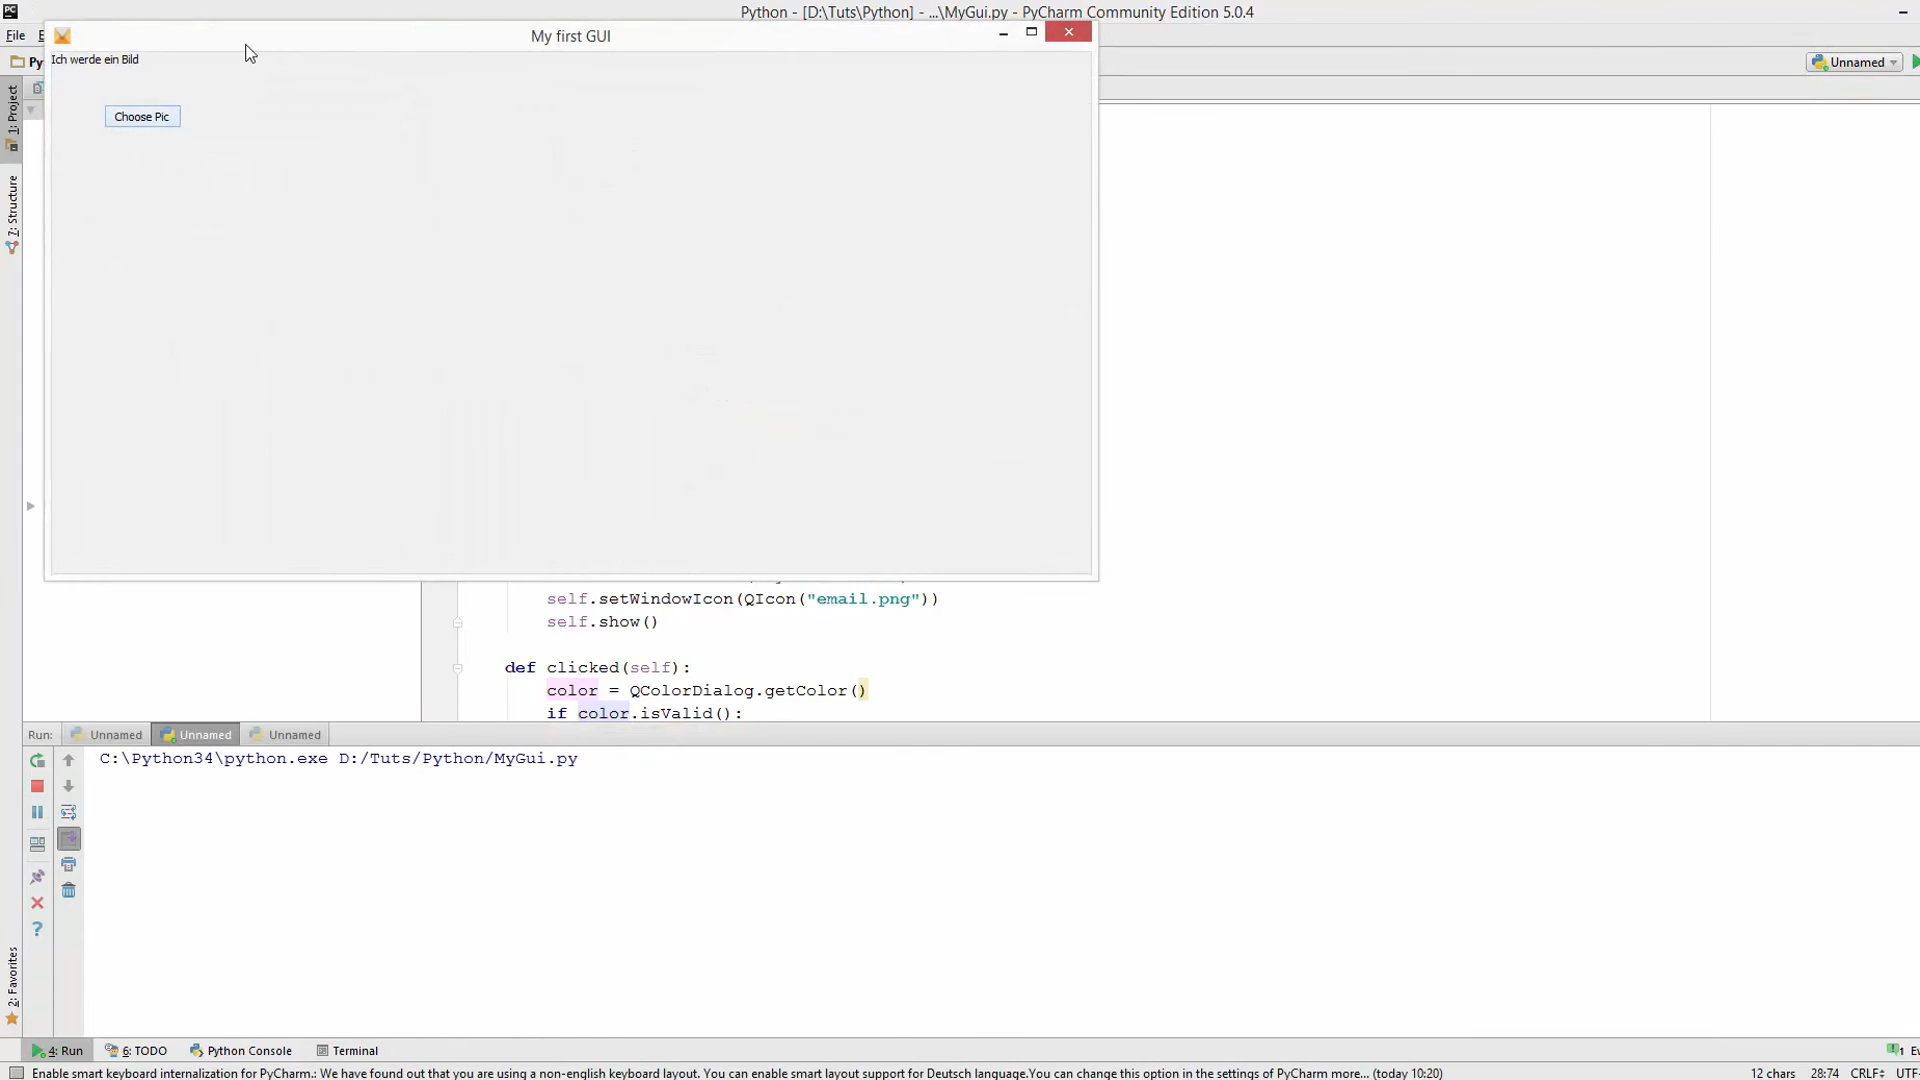 Python - [D:\Tuts\Python] - ...\MyGui.py - PyCharm Community Edition 5.0.4
File
My first GUI
Ich werde ein Bild
Py
Unnamed
1: Project
Choose Pic
7: Structure
self.setWindowIcon(QIcon("email.png"))
self.show()
def clicked(self):
color = QColorDialog.getColor()
if color.isValid():
Run: Unnamed Unnamed Unnamed
C:\Python34\python.exe D:/Tuts/Python/MyGui.py
2: Favorites
4: Run 6: TODO Python Console Terminal
Enable smart keyboard internalization for PyCharm.: We have found out that you are using a non-english keyboard layout. You can enable smart layout support for Deutsch language.You can change this option in the settings of PyCharm more... (today 10:20) 12 chars 28:74 CRLF UTF-